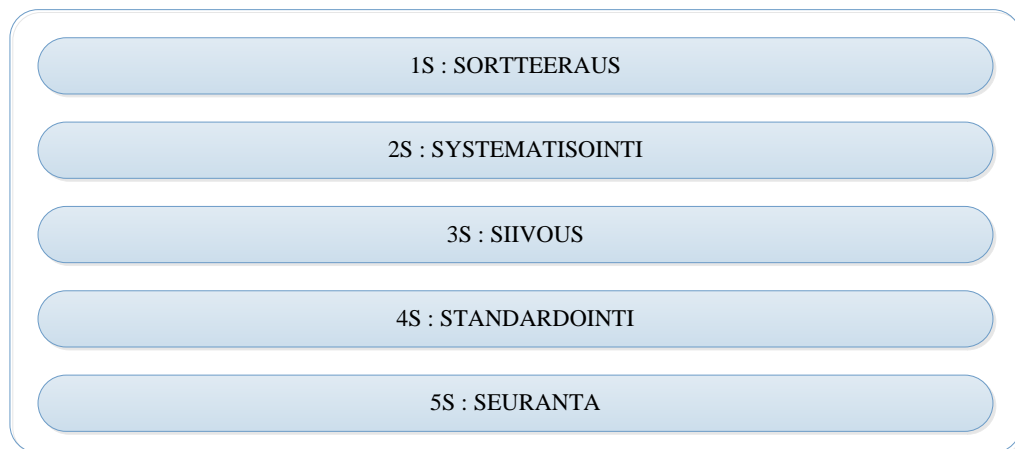 1S : SORTTEERAUS
2S : SYSTEMATISOINTI
3S : SIIVOUS
4S : STANDARDOINTI
5S : SEURANTA